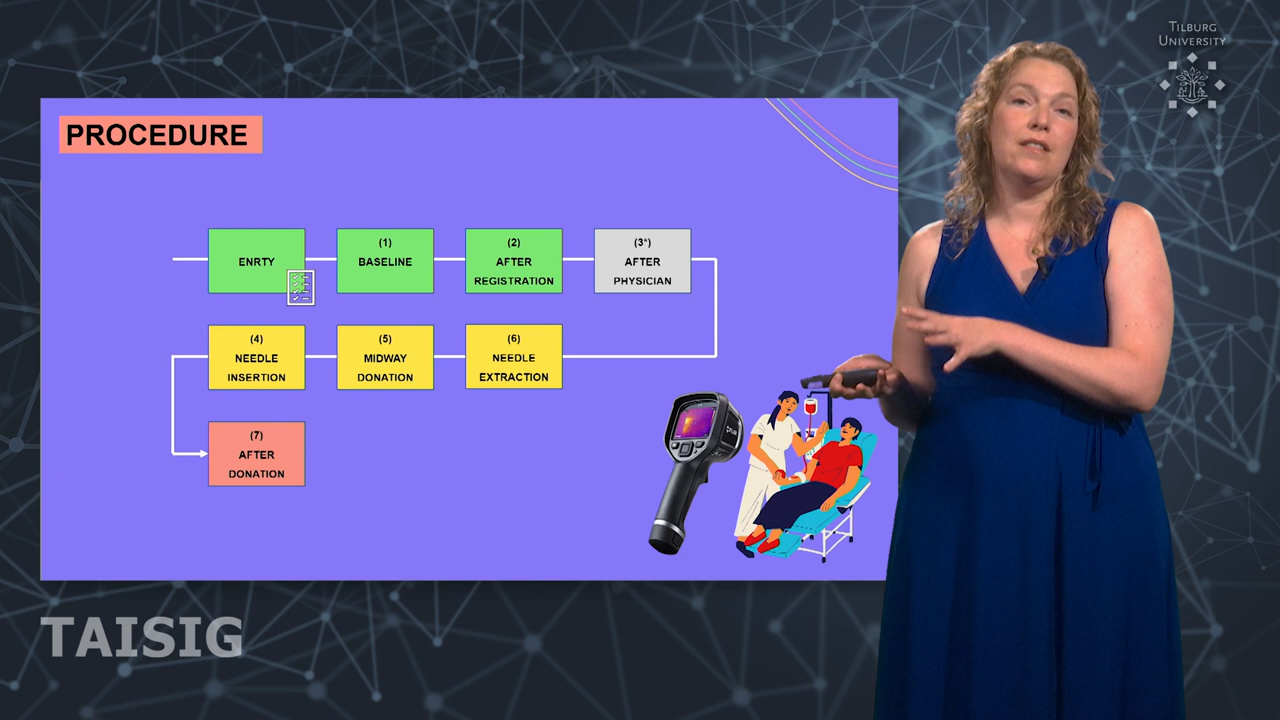 TILBURG
UNIVERSITY
PROCEDURE
ENRTY
(1)
BASELINE
(2)
AFTER
REGISTRATION
(3*)
AFTER
PHYSICIAN
(4)
NEEDLE
INSERTION
(5)
MIDWAY
DONATION
(6)
NEEDLE
EXTRACTION
(7)
AFTER
DONATION
TAISIG